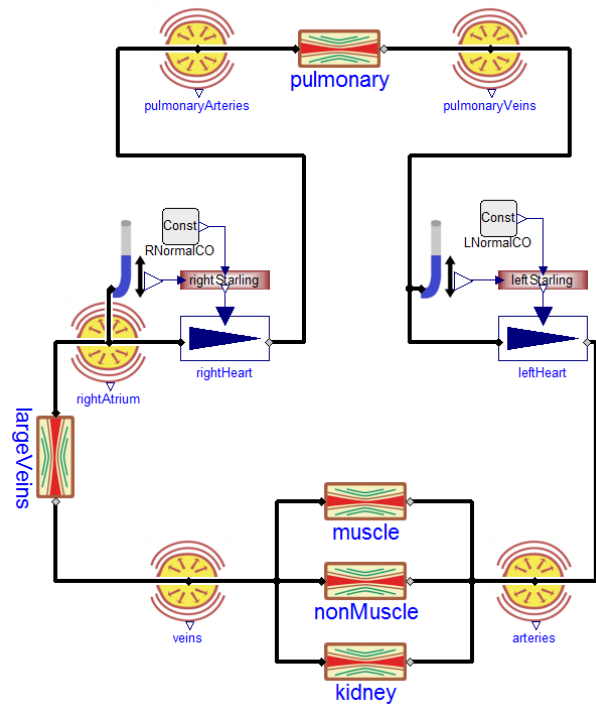 pulmonary
pulmonaryArteries
pulmonaryVeins
Const
RNormalCO
Const
LNormalCO
rightStarling
leftStarling
rightHeart
leftHeart
rightAtrium
largeVeins
muscle
nonMuscle
veins
arteries
kidney